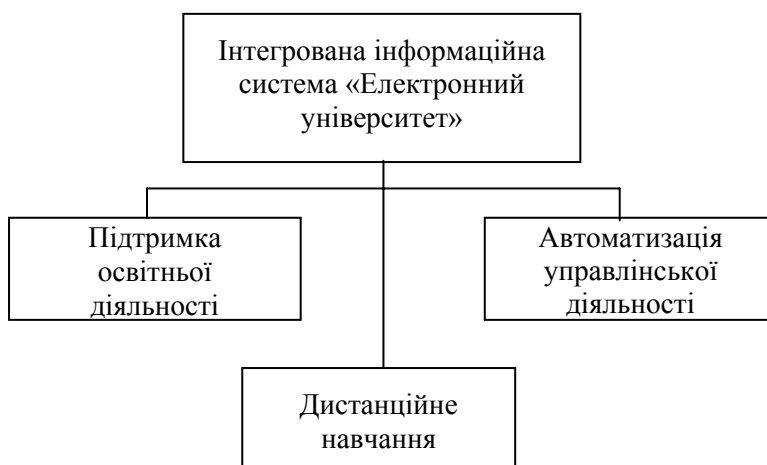 Інтегрована інформаційна
система «Електронний
університет»
Підтримка
освітньої
діяльності
Автоматизація
управлінської
діяльності
Дистанційне
навчання